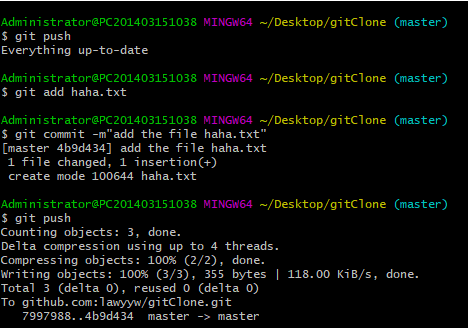 Administrator@PC201403151038 MINGW64 ~/Desktop/gitClone (master)
$ git push
Everything up-to-date
Administrator@PC201403151038 MINGW64 ~/Desktop/gitClone (master)
$ git add haha.txt
Administrator@PC201403151038 MINGW64 ~/Desktop/gitClone (master)
$ git commit -m"add the file haha.txt"
[master 4b9d434] add the file haha.txt
 1 file changed, 1 insertion(+)
 create mode 100644 haha.txt
Administrator@PC201403151038 MINGW64 ~/Desktop/gitClone (master)
$ git push
Counting objects: 3, done.
Delta compression using up to 4 threads.
Compressing objects: 100% (2/2), done.
Writing objects: 100% (3/3), 355 bytes | 118.00 KiB/s, done.
Total 3 (delta 0), reused 0 (delta 0)
To github.com:lawyyw/gitClone.git
   7997988..4b9d434  master -> master